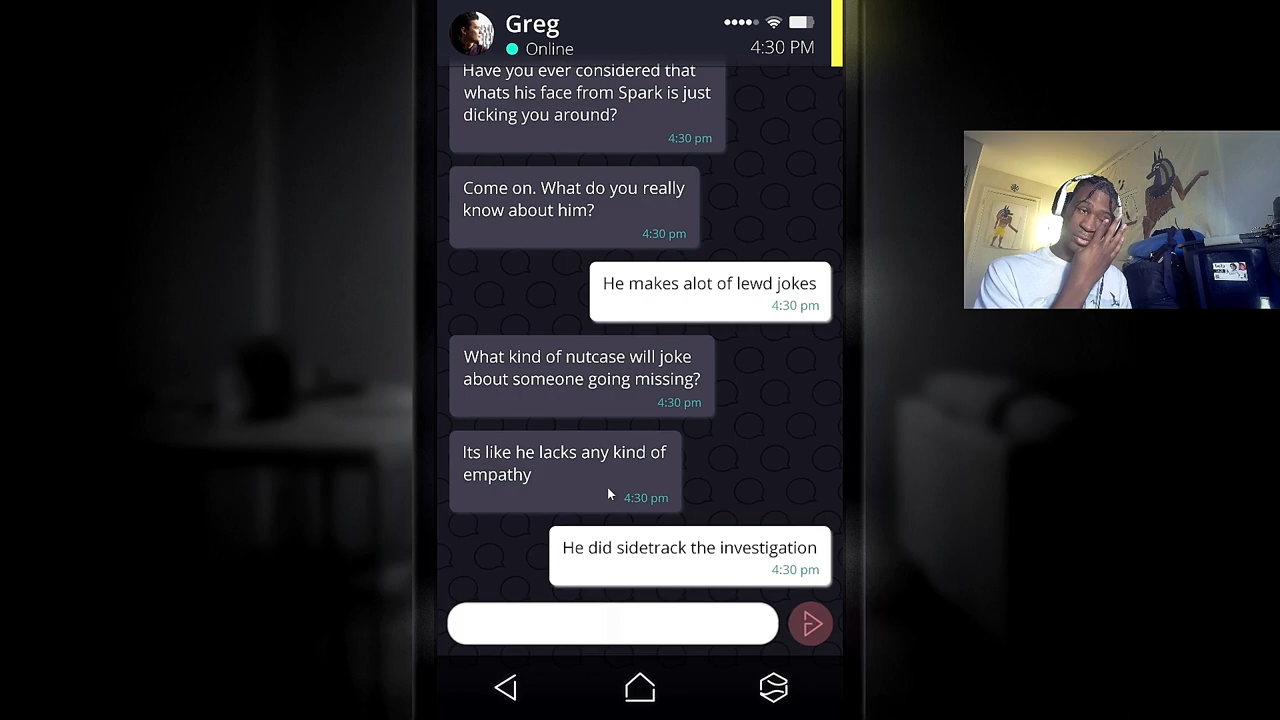 Greg
Online
4:30 PM
Have you ever considered that
whats his face from Spark is just
dicking you around?
4:30 pm
Come on. What do you really
know about him?
4:30 pm
He makes alot of lewd jokes
4:30 pm
What kind of nutcase will joke
about someone going missing?
4:30 pm
Its like he lacks any kind of
empathy
4:30 pm
He did sidetrack the investigation
4:30 pm